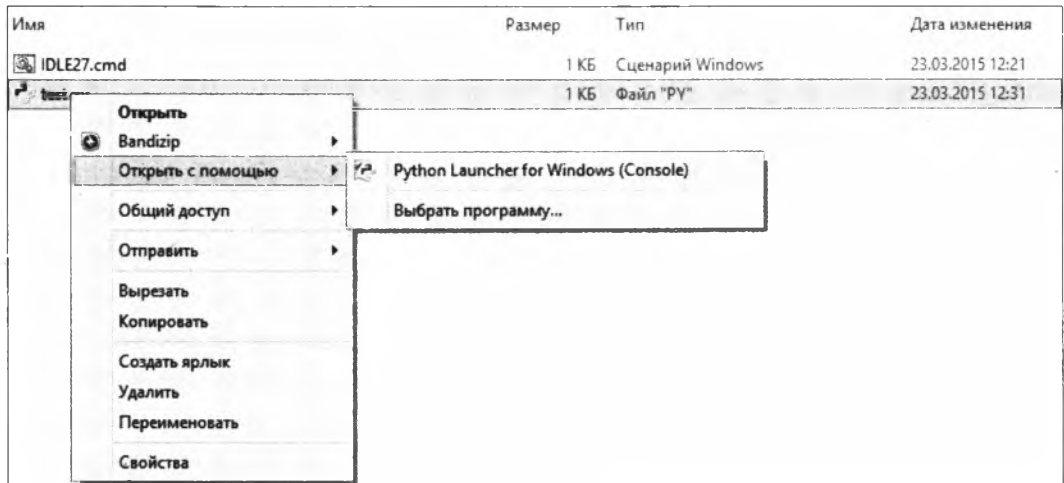 Имя Размер Тип Дата изменения
IDLE27.cmd 1 КБ Сценарий Windows 23.03.2015 12:21
1 КБ Файл "PY" 23.03.2015 12:31
Открыть
Bandizip
Открыть с помощью Python Launcher for Windows (Console)
Общий доступ Выбрать программу...
Отправить
Вырезать
Копировать
Создать ярлык
Удалить
Переименовать
Свойства